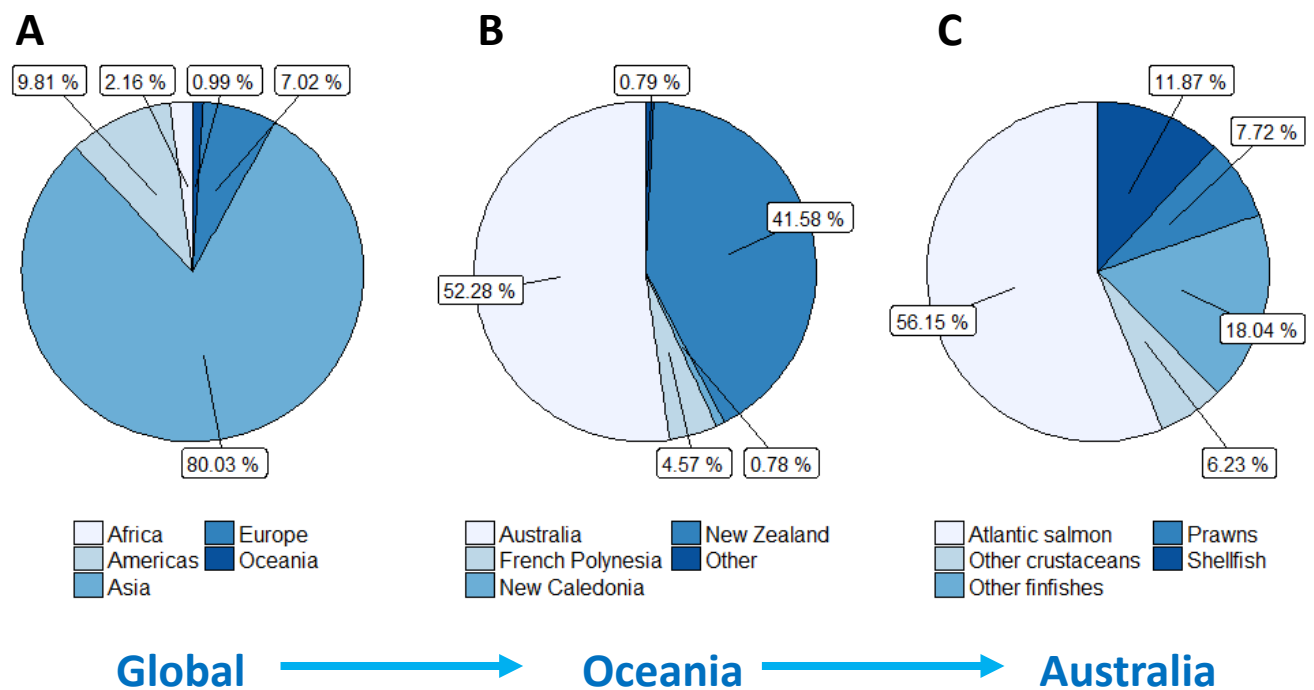 A B C
9.81 % 2.16 % 0.99 % 7.02 % 0.79 % 11.87 %
7.72 %
41.58 %
52.28 % 56.15 % 18.04 %
80.03 % 4.57 % 0.78 % 6.23 %
Africa Europe Australia New Zealand Atlantic salmon Prawns
Americas Oceania French Polynesia Other Other crustaceans Shellfish
Asia New Caledonia Other finfishes
Global Oceania Australia